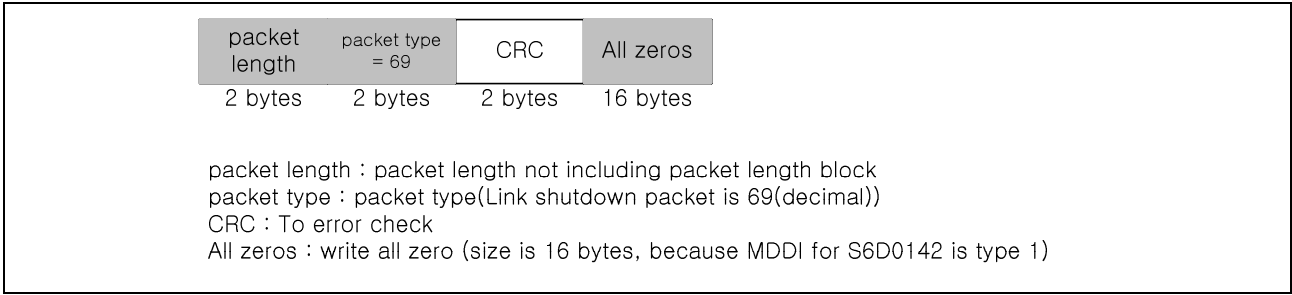 packet length
packet type = 69
CRC
All zeros
2 bytes
2 bytes
2 bytes
16 bytes
packet length : packet length not including packet length block
packet type : packet type(Link shutdown packet is 69(decimal))
CRC : To error check
All zeros : write all zero (size is 16 bytes, because MDDI for S6D0142 is type 1)